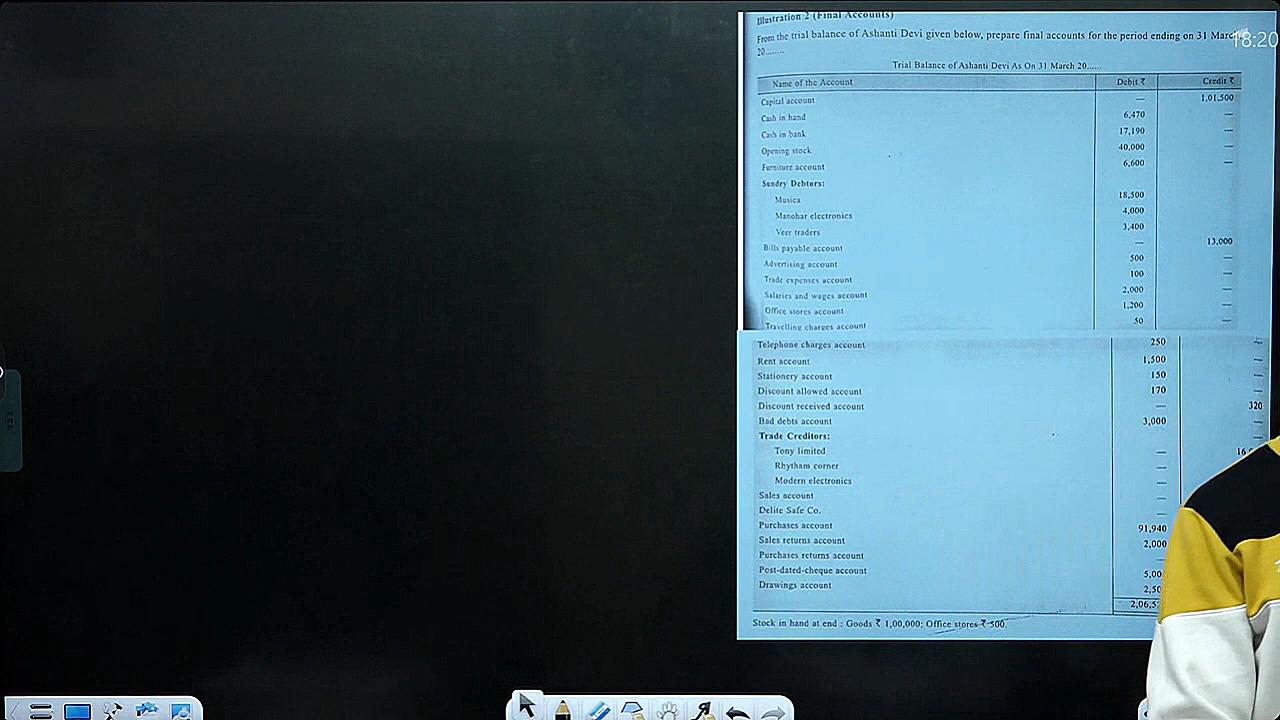 Illustration 2 (Final Accounts)
From the trial balance of Ashanti Devi given below, prepare final accounts for the period ending on 31 March
20........
18:20
Trial Balance of Ashanti Devi As On 31 March 20......
Name of the Account Debit ₹ Credit ₹
Capital account — 1,01,500
Cash in hand 6,470 —
Cash in bank 17,190 —
Opening stock 40,000 —
Furniture account 6,600 —
Sundry Debtors:
Musica 18,500
Manohar electronics 4,000
Veer traders 3,400
Bills payable account — 13,000
Advertising account 500 —
Trade expenses account 100 —
Salaries and wages account 2,000 —
Office stores account 1,200 —
Travelling charges account 50 —
Telephone charges account 250 —
Rent account 1,500 —
Stationery account 150 —
Discount allowed account 170 —
Discount received account — 320
Bad debts account 3,000 —
Trade Creditors: —
Tony limited —
Rhytham corner —
Modern electronics —
Sales account —
Delite Safe Co. —
Purchases account 91,940
Sales returns account 2,000
Purchases returns account —
Post-dated-cheque account
Drawings account
Stock in hand at end : Goods ₹ 1,00,000; Office stores ₹ 500